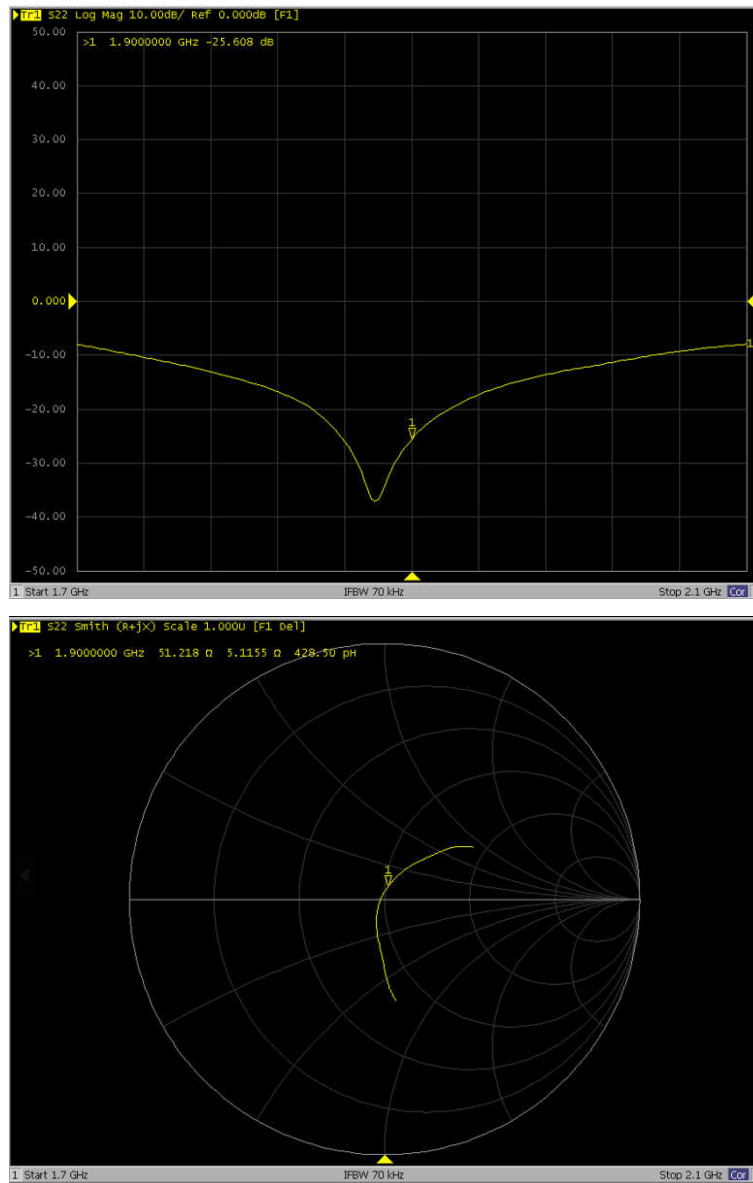 Tr1 S22 Log Mag 10.00dB/ Ref 0.000dB [F1]
50.00
>1 1.9000000 GHz -25.608 dB
40.00
30.00
20.00
10.00
0.000
-10.00
1
-20.00
1
-30.00
-40.00
-50.00
1 Start 1.7 GHz IFBW 70 kHz Stop 2.1 GHz Cor
Tr1 S22 Smith (R+jX) Scale 1.000U [F1 Del]
>1 1.9000000 GHz 51.218 Ω 5.1155 Ω 428.50 pH
1
1 Start 1.7 GHz IFBW 70 kHz Stop 2.1 GHz Cor